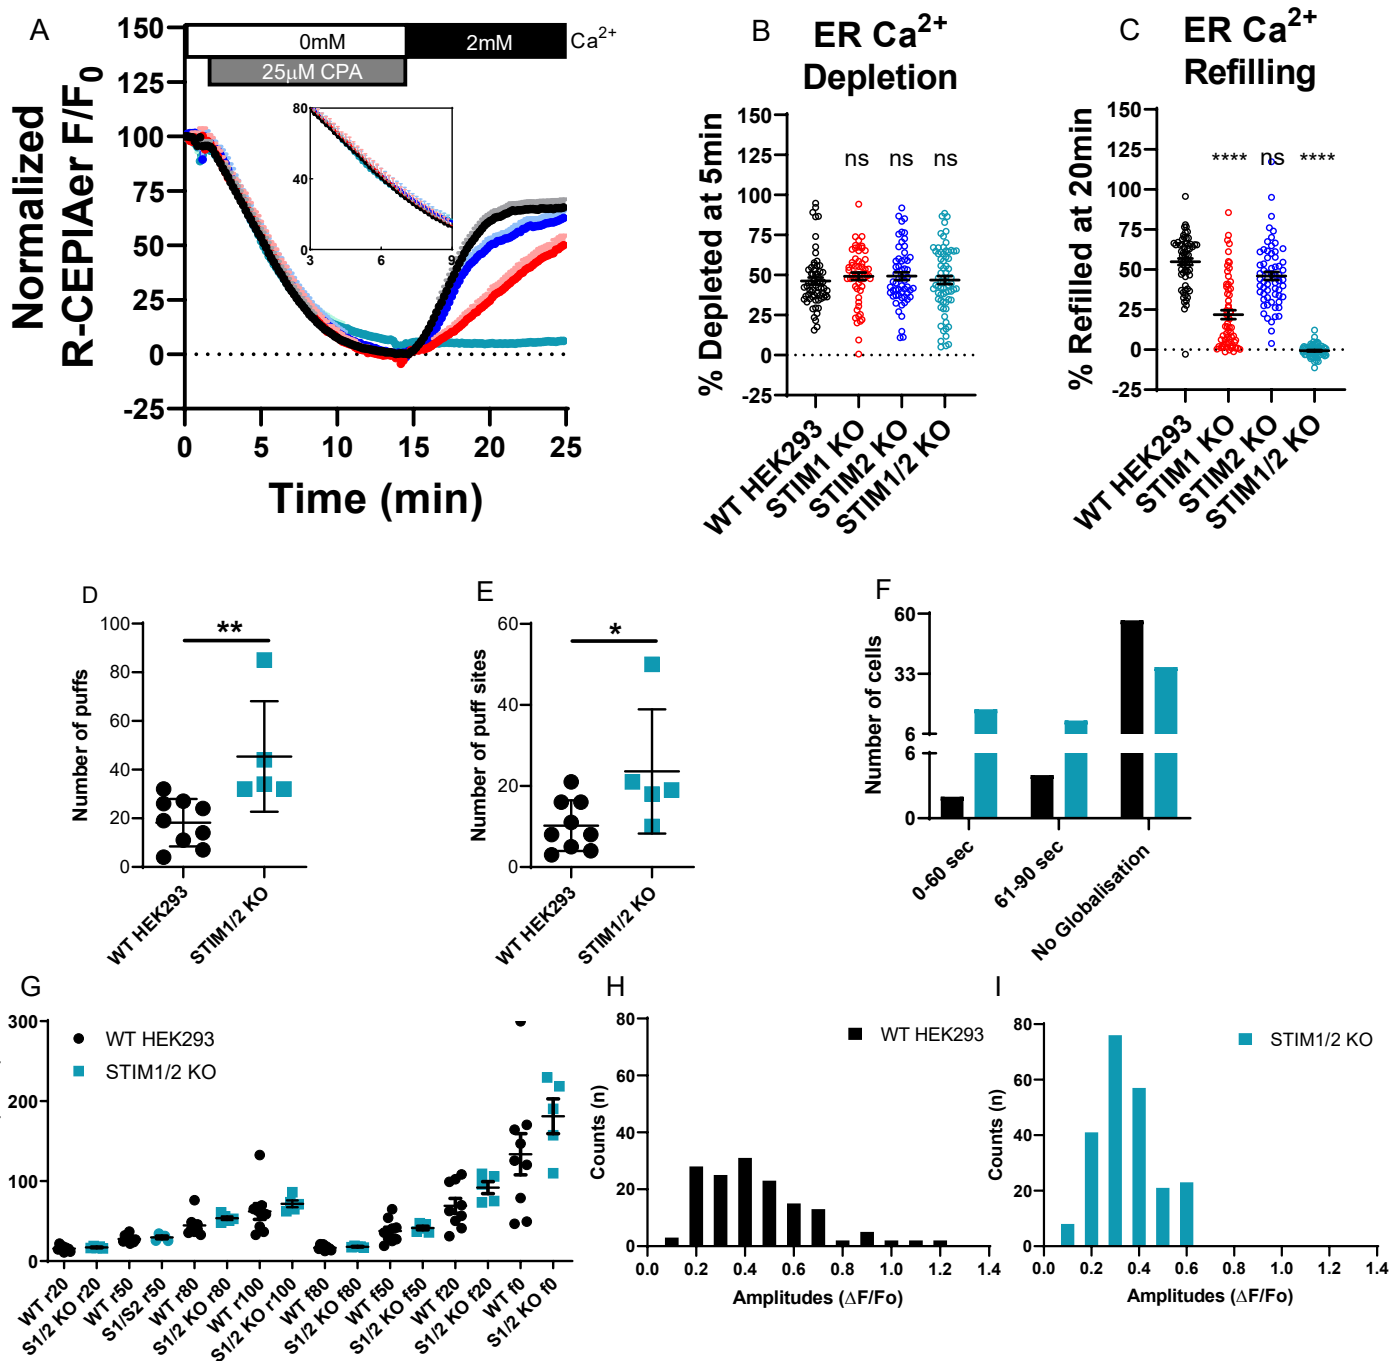 A
150
125
100
75
50
25
0
-25
Normalized
R-CEPIAer F/F0
0mM
2mM
Ca2+
25µM CPA
80
40
0
3
6
9
0
5
10
15
20
25
Time (min)
B
ER Ca2+
Depletion
150
125
100
75
50
25
0
-25
% Depleted at 5min
ns
ns
ns
WT HEK293
STIM1 KO
STIM2 KO
STIM1/2 KO
C
ER Ca2+
Refilling
150
125
100
75
50
25
0
-25
% Refilled at 20min
****
ns
****
WT HEK293
STIM1 KO
STIM2 KO
STIM1/2 KO
D
100
80
60
40
20
0
Number of puffs
**
WT HEK293
STIM1/2 KO
E
60
40
20
0
Number of puff sites
*
WT HEK293
STIM1/2 KO
F
60
33
6
6
0
Number of cells
0-60 sec
61-90 sec
No Globalisation
G
300
200
100
0
WT HEK293
STIM1/2 KO
WT r20
S1/2 KO r20
WT r50
S1/S2 r50
WT r80
S1/2 KO r80
WT r100
S1/2 KO r100
WT f80
S1/2 KO f80
WT f50
S1/2 KO f50
WT f20
S1/2 KO f20
WT f0
S1/2 KO f0
H
80
60
40
20
0
Counts (n)
WT HEK293
0.0 0.2 0.4 0.6 0.8 1.0 1.2 1.4
Amplitudes (ΔF/Fo)
I
80
60
40
20
0
Counts (n)
STIM1/2 KO
0.0 0.2 0.4 0.6 0.8 1.0 1.2 1.4
Amplitudes (ΔF/Fo)